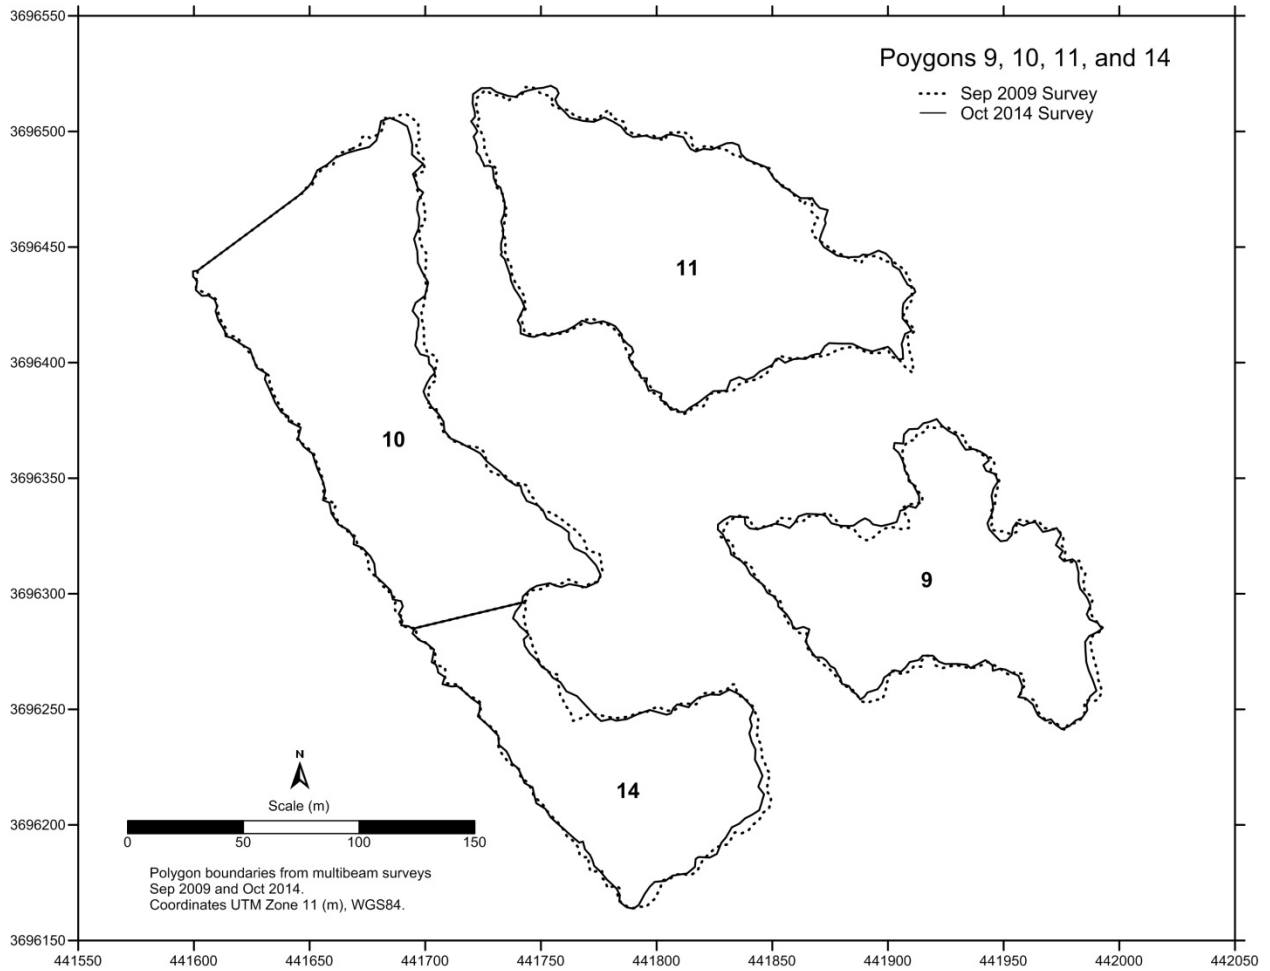 3696550
Poygons 9, 10, 11, and 14
Sep 2009 Survey
Oct 2014 Survey
3696500
3696450
11
3696400
10
3696350
9
3696300
3696250
N
14
Scale (m)
3696200
0 50 100 150
Polygon boundaries from multibeam surveys
Sep 2009 and Oct 2014.
Coordinates UTM Zone 11 (m), WGS84.
3696150
441550 441600 441650 441700 441750 441800 441850 441900 441950 442000 442050